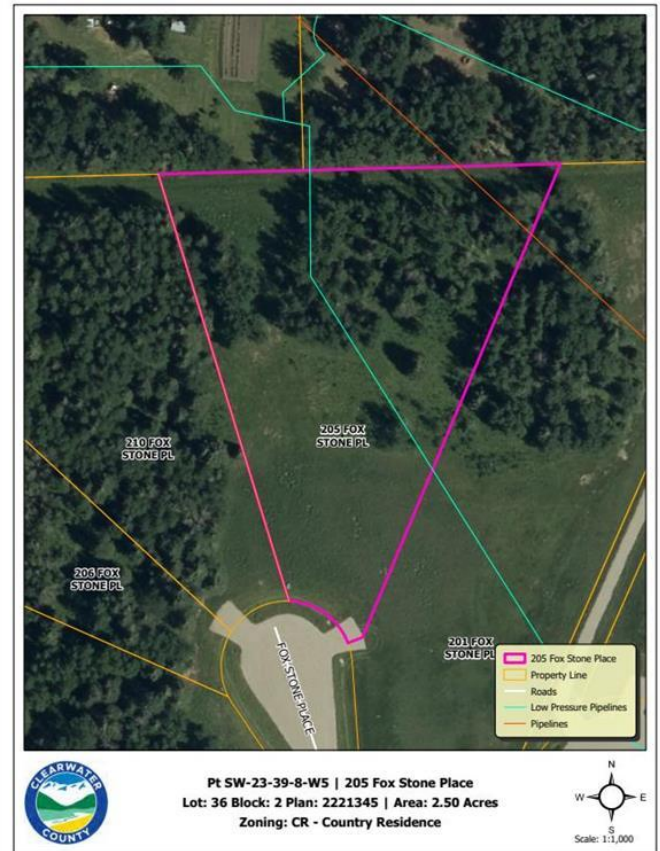 210 FOX
STONE PL
205 FOX
STONE PL
206 FOX
STONE PL
201 FOX
STONE PL
FOX STONE PLACE
205 Fox Stone Place
Property Line
Roads
Low Pressure Pipelines
Pipelines
CLEARWATER
COUNTY
Pt SW-23-39-8-W5 | 205 Fox Stone Place
Lot: 36 Block: 2 Plan: 2221345 | Area: 2.50 Acres
Zoning: CR - Country Residence
N
W E
S
Scale: 1:1,000